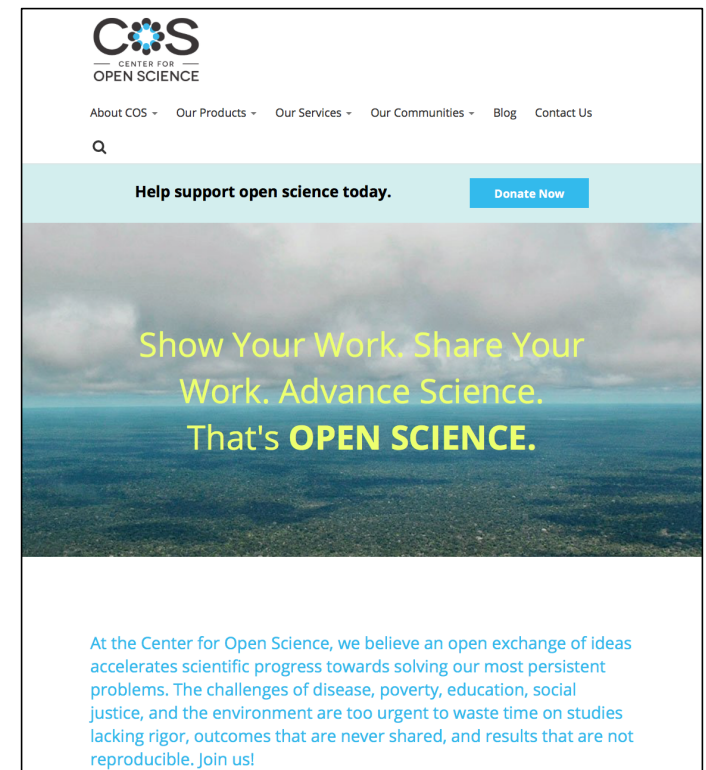 COS
CENTER FOR
OPEN SCIENCE
About COS Our Products Our Services Our Communities Blog Contact Us
Help support open science today. Donate Now
Show Your Work. Share Your
Work. Advance Science.
That's OPEN SCIENCE.
At the Center for Open Science, we believe an open exchange of ideas
accelerates scientific progress towards solving our most persistent
problems. The challenges of disease, poverty, education, social
justice, and the environment are too urgent to waste time on studies
lacking rigor, outcomes that are never shared, and results that are not
reproducible. Join us!